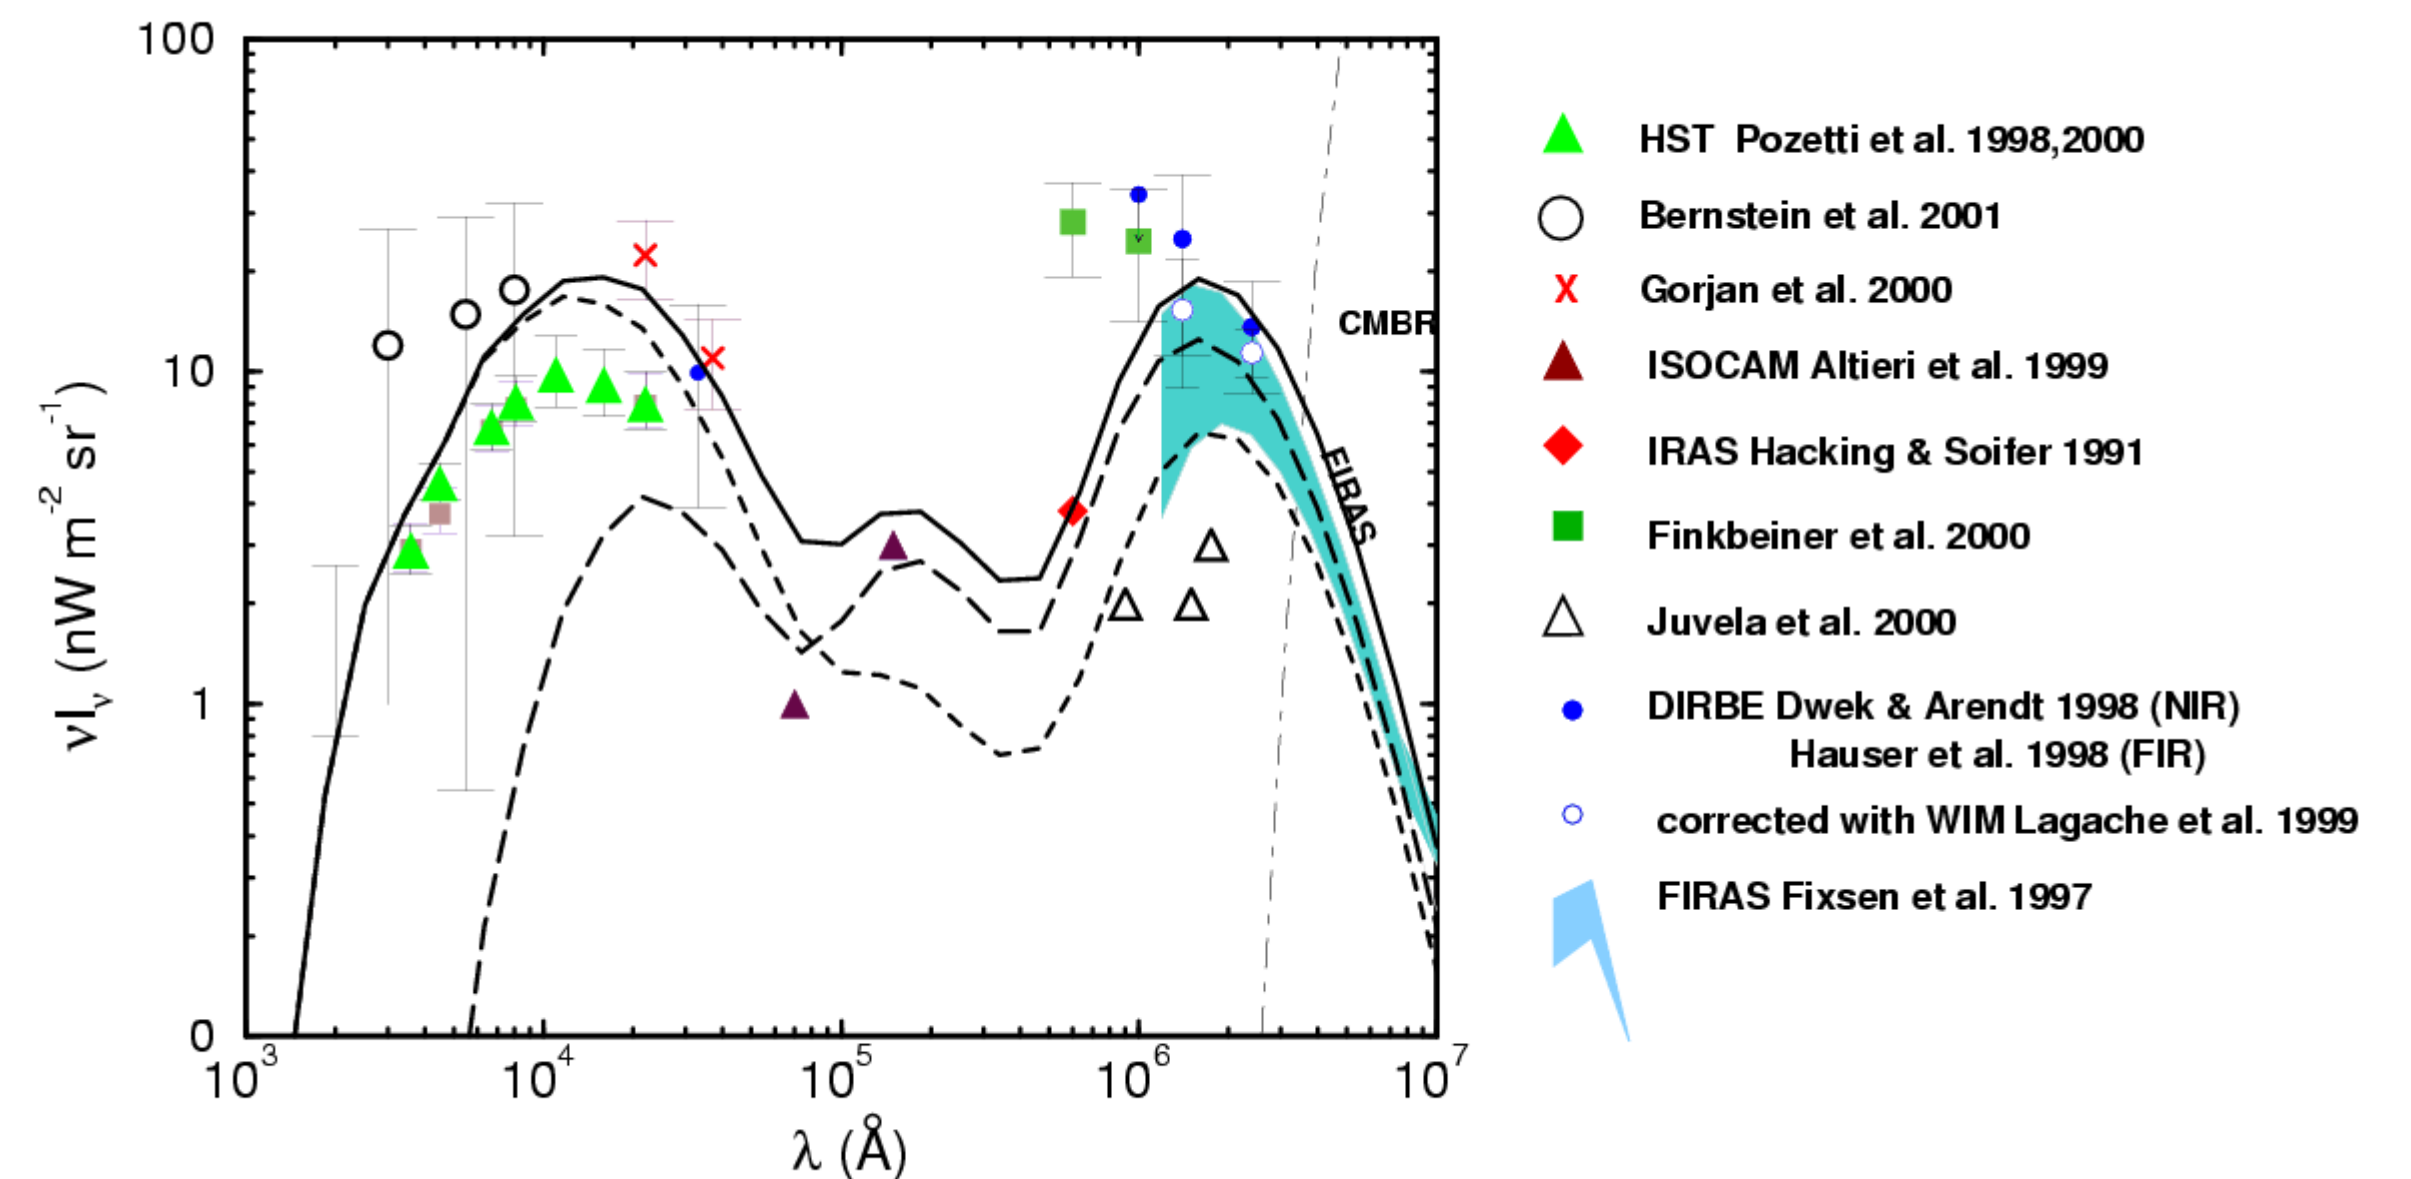 100
10
1
0
νIν (nW m-2 sr-1)
10^3 10^4 10^5 10^6 10^7
λ (Å)
CMBR
FIRAS
HST Pozetti et al. 1998,2000
Bernstein et al. 2001
Gorjan et al. 2000
ISOCAM Altieri et al. 1999
IRAS Hacking & Soifer 1991
Finkbeiner et al. 2000
Juvela et al. 2000
DIRBE Dwek & Arendt 1998 (NIR)
Hauser et al. 1998 (FIR)
corrected with WIM Lagache et al. 1999
FIRAS Fixsen et al. 1997